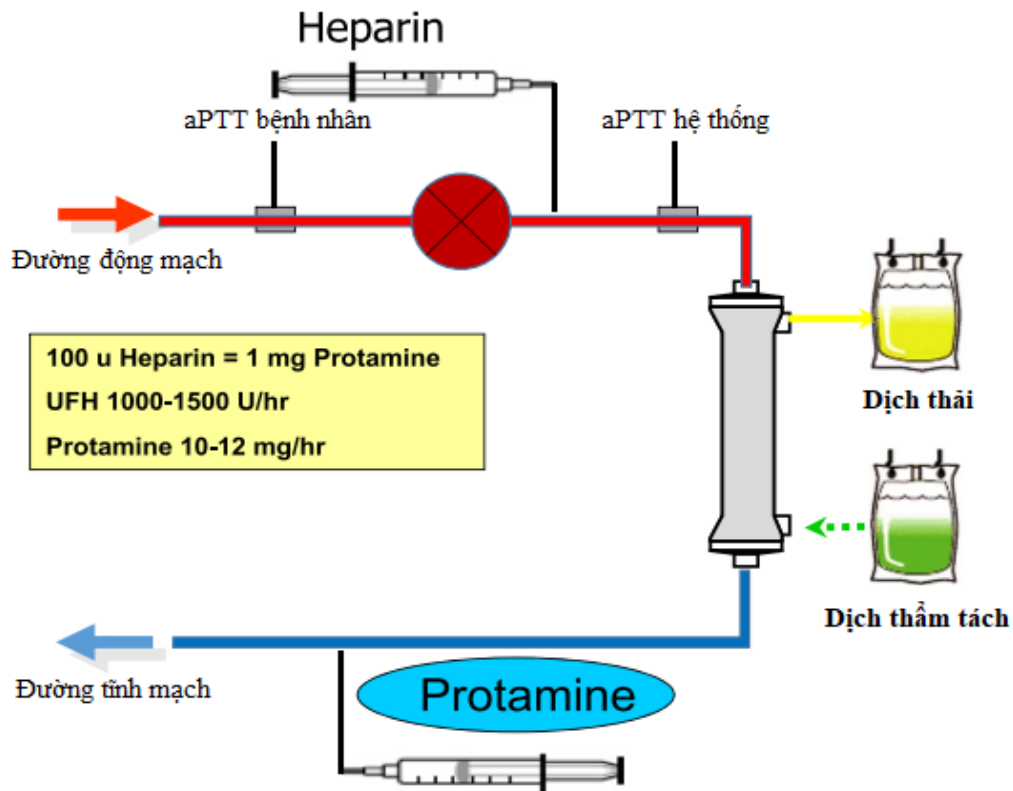 Heparin
aPTT bệnh nhân
aPTT hệ thống
Đường động mạch
100 u Heparin = 1 mg Protamine
UFH 1000-1500 U/hr
Protamine 10-12 mg/hr
Dịch thải
Dịch thẩm tách
Đường tĩnh mạch
Protamine